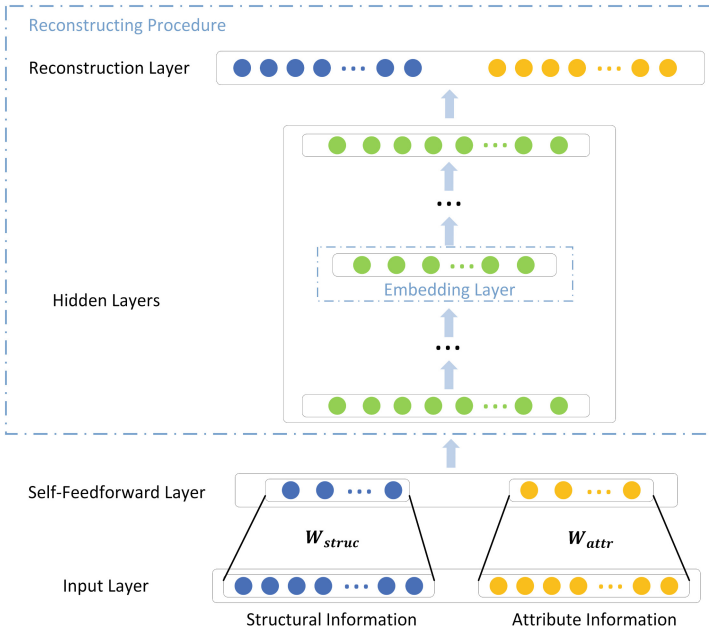 Reconstructing Procedure
Reconstruction Layer
Hidden Layers
Embedding Layer
Self-Feedforward Layer
W_struc
W_attr
Input Layer
Structural Information
Attribute Information